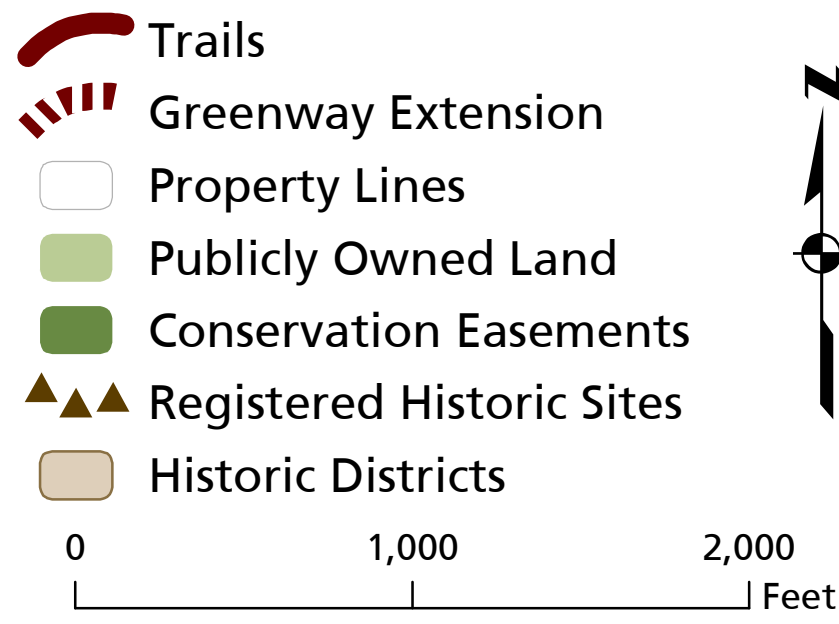 Trails
Greenway Extension
Property Lines
Publicly Owned Land
Conservation Easements
Registered Historic Sites
Historic Districts
0 1,000 2,000
Feet